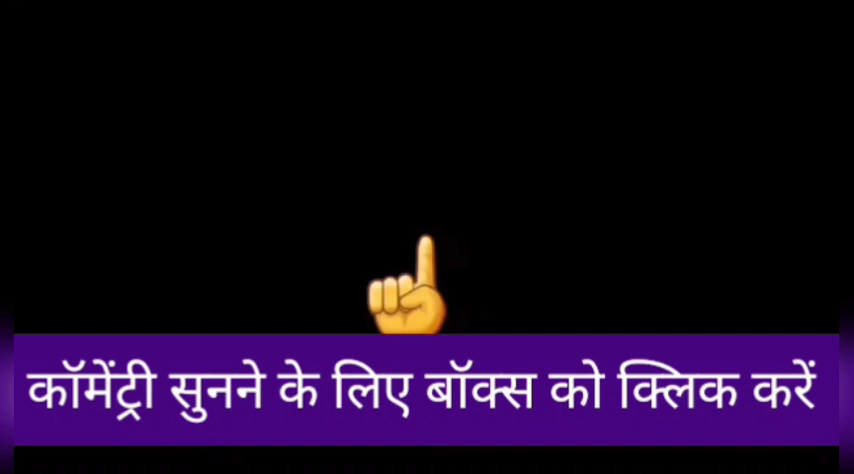 कॉमेंट्री सुनने के लिए बॉक्स को क्लिक करें